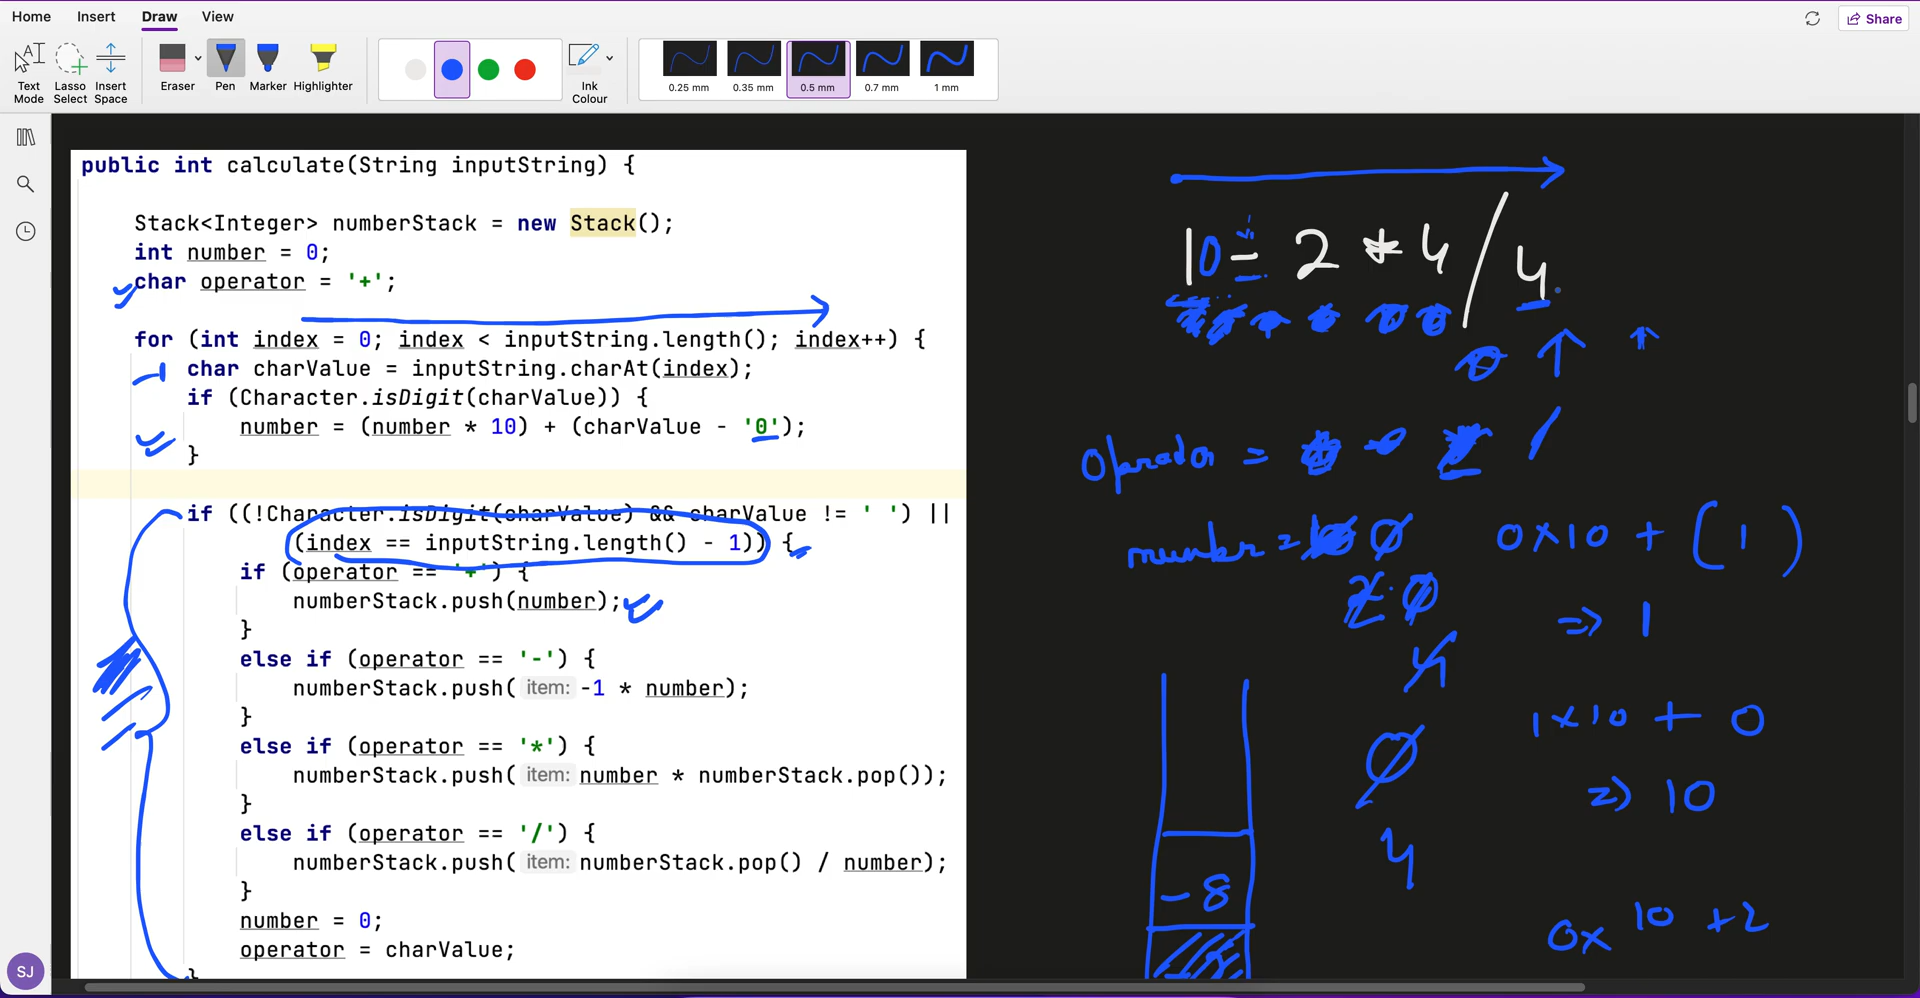 Home Insert Draw View
Share
Text Mode
Lasso Select
Insert Space
Eraser
Pen
Marker
Highlighter
Ink Colour
0.25 mm
0.35 mm
0.5 mm
0.7 mm
1 mm
public int calculate(String inputString) {
Stack<Integer> numberStack = new Stack();
int number = 0;
char operator = '+';
for (int index = 0; index < inputString.length(); index++) {
char charValue = inputString.charAt(index);
if (Character.isDigit(charValue)) {
number = (number * 10) + (charValue - '0');
}
if ((!Character.isDigit(charValue) && charValue != ' ') ||
(index == inputString.length() - 1)) {
if (operator == '+') {
numberStack.push(number);
}
else if (operator == '-') {
numberStack.push( item: -1 * number);
}
else if (operator == '*') {
numberStack.push( item: number * numberStack.pop());
}
else if (operator == '/') {
numberStack.push( item: numberStack.pop() / number);
}
number = 0;
operator = charValue;
}
SJ
10 - 2 * 4 / 4
operator = /
number =
0x10 + (1)
=> 1
1x10 + 0
=> 10
4
-8
0x 10 +2